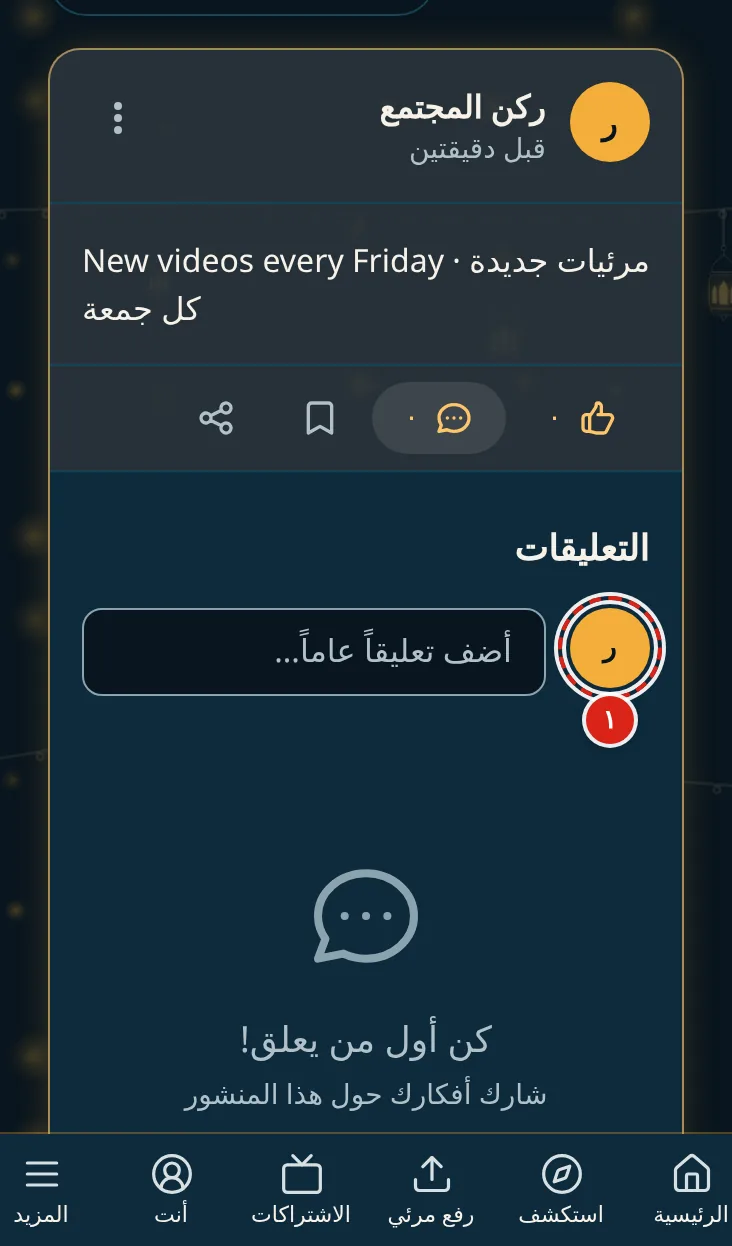 ر
ركن المجتمع
قبل دقيقتين
New videos every Friday · مرئيات جديدة
كل جمعة
·
·
التعليقات
ر
أضف تعليقاً عاماً...
١
كن أول من يعلق!
شارك أفكارك حول هذا المنشور
الرئيسية
استكشف
رفع مرئي
الاشتراكات
أنت
المزيد